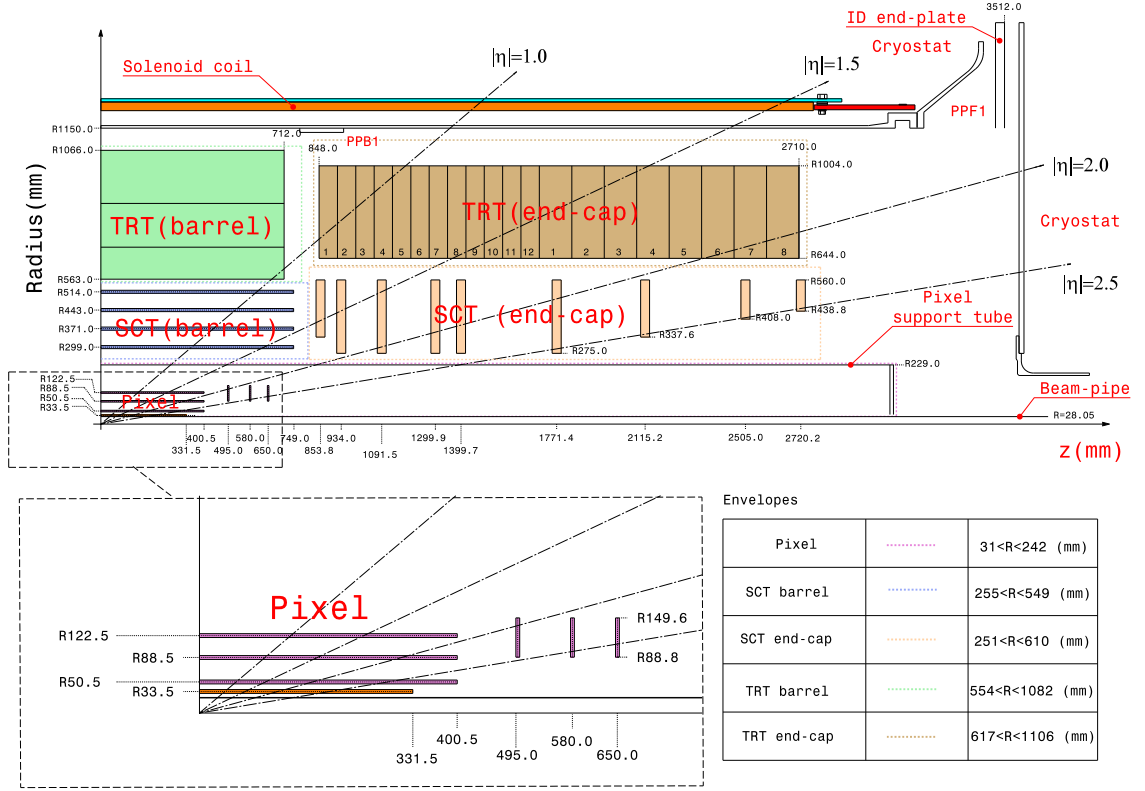 3512.0
ID end-plate
Cryostat
|η|=1.0
|η|=1.5
Solenoid coil
PPF1
R1150.0
712.0
PPB1
R1066.0
848.0
2710.0
R1004.0
|η|=2.0
Radius(mm)
TRT(barrel)
TRT(end-cap)
Cryostat
1 2 3 4 5 6 7 8 9 10 11 12 1 2 3 4 5 6 7 8
R644.0
R563.0
R560.0
|η|=2.5
R514.0
R443.0
SCT(barrel)
SCT (end-cap)
R438.8
R408.0
Pixel
support tube
R371.0
R337.6
R299.0
R275.0
R229.0
R122.5
R88.5
R50.5
R33.5
Pixel
Beam-pipe
R=28.05
400.5 580.0 749.0 934.0 1299.9 1771.4 2115.2 2505.0 2720.2
331.5 495.0 650.0 853.8 1091.5 1399.7
z(mm)
Envelopes
Pixel 31<R<242 (mm)
SCT barrel 255<R<549 (mm)
SCT end-cap 251<R<610 (mm)
TRT barrel 554<R<1082 (mm)
TRT end-cap 617<R<1106 (mm)
Pixel
R149.6
R122.5
R88.5
R88.8
R50.5
R33.5
400.5 580.0
331.5 495.0 650.0